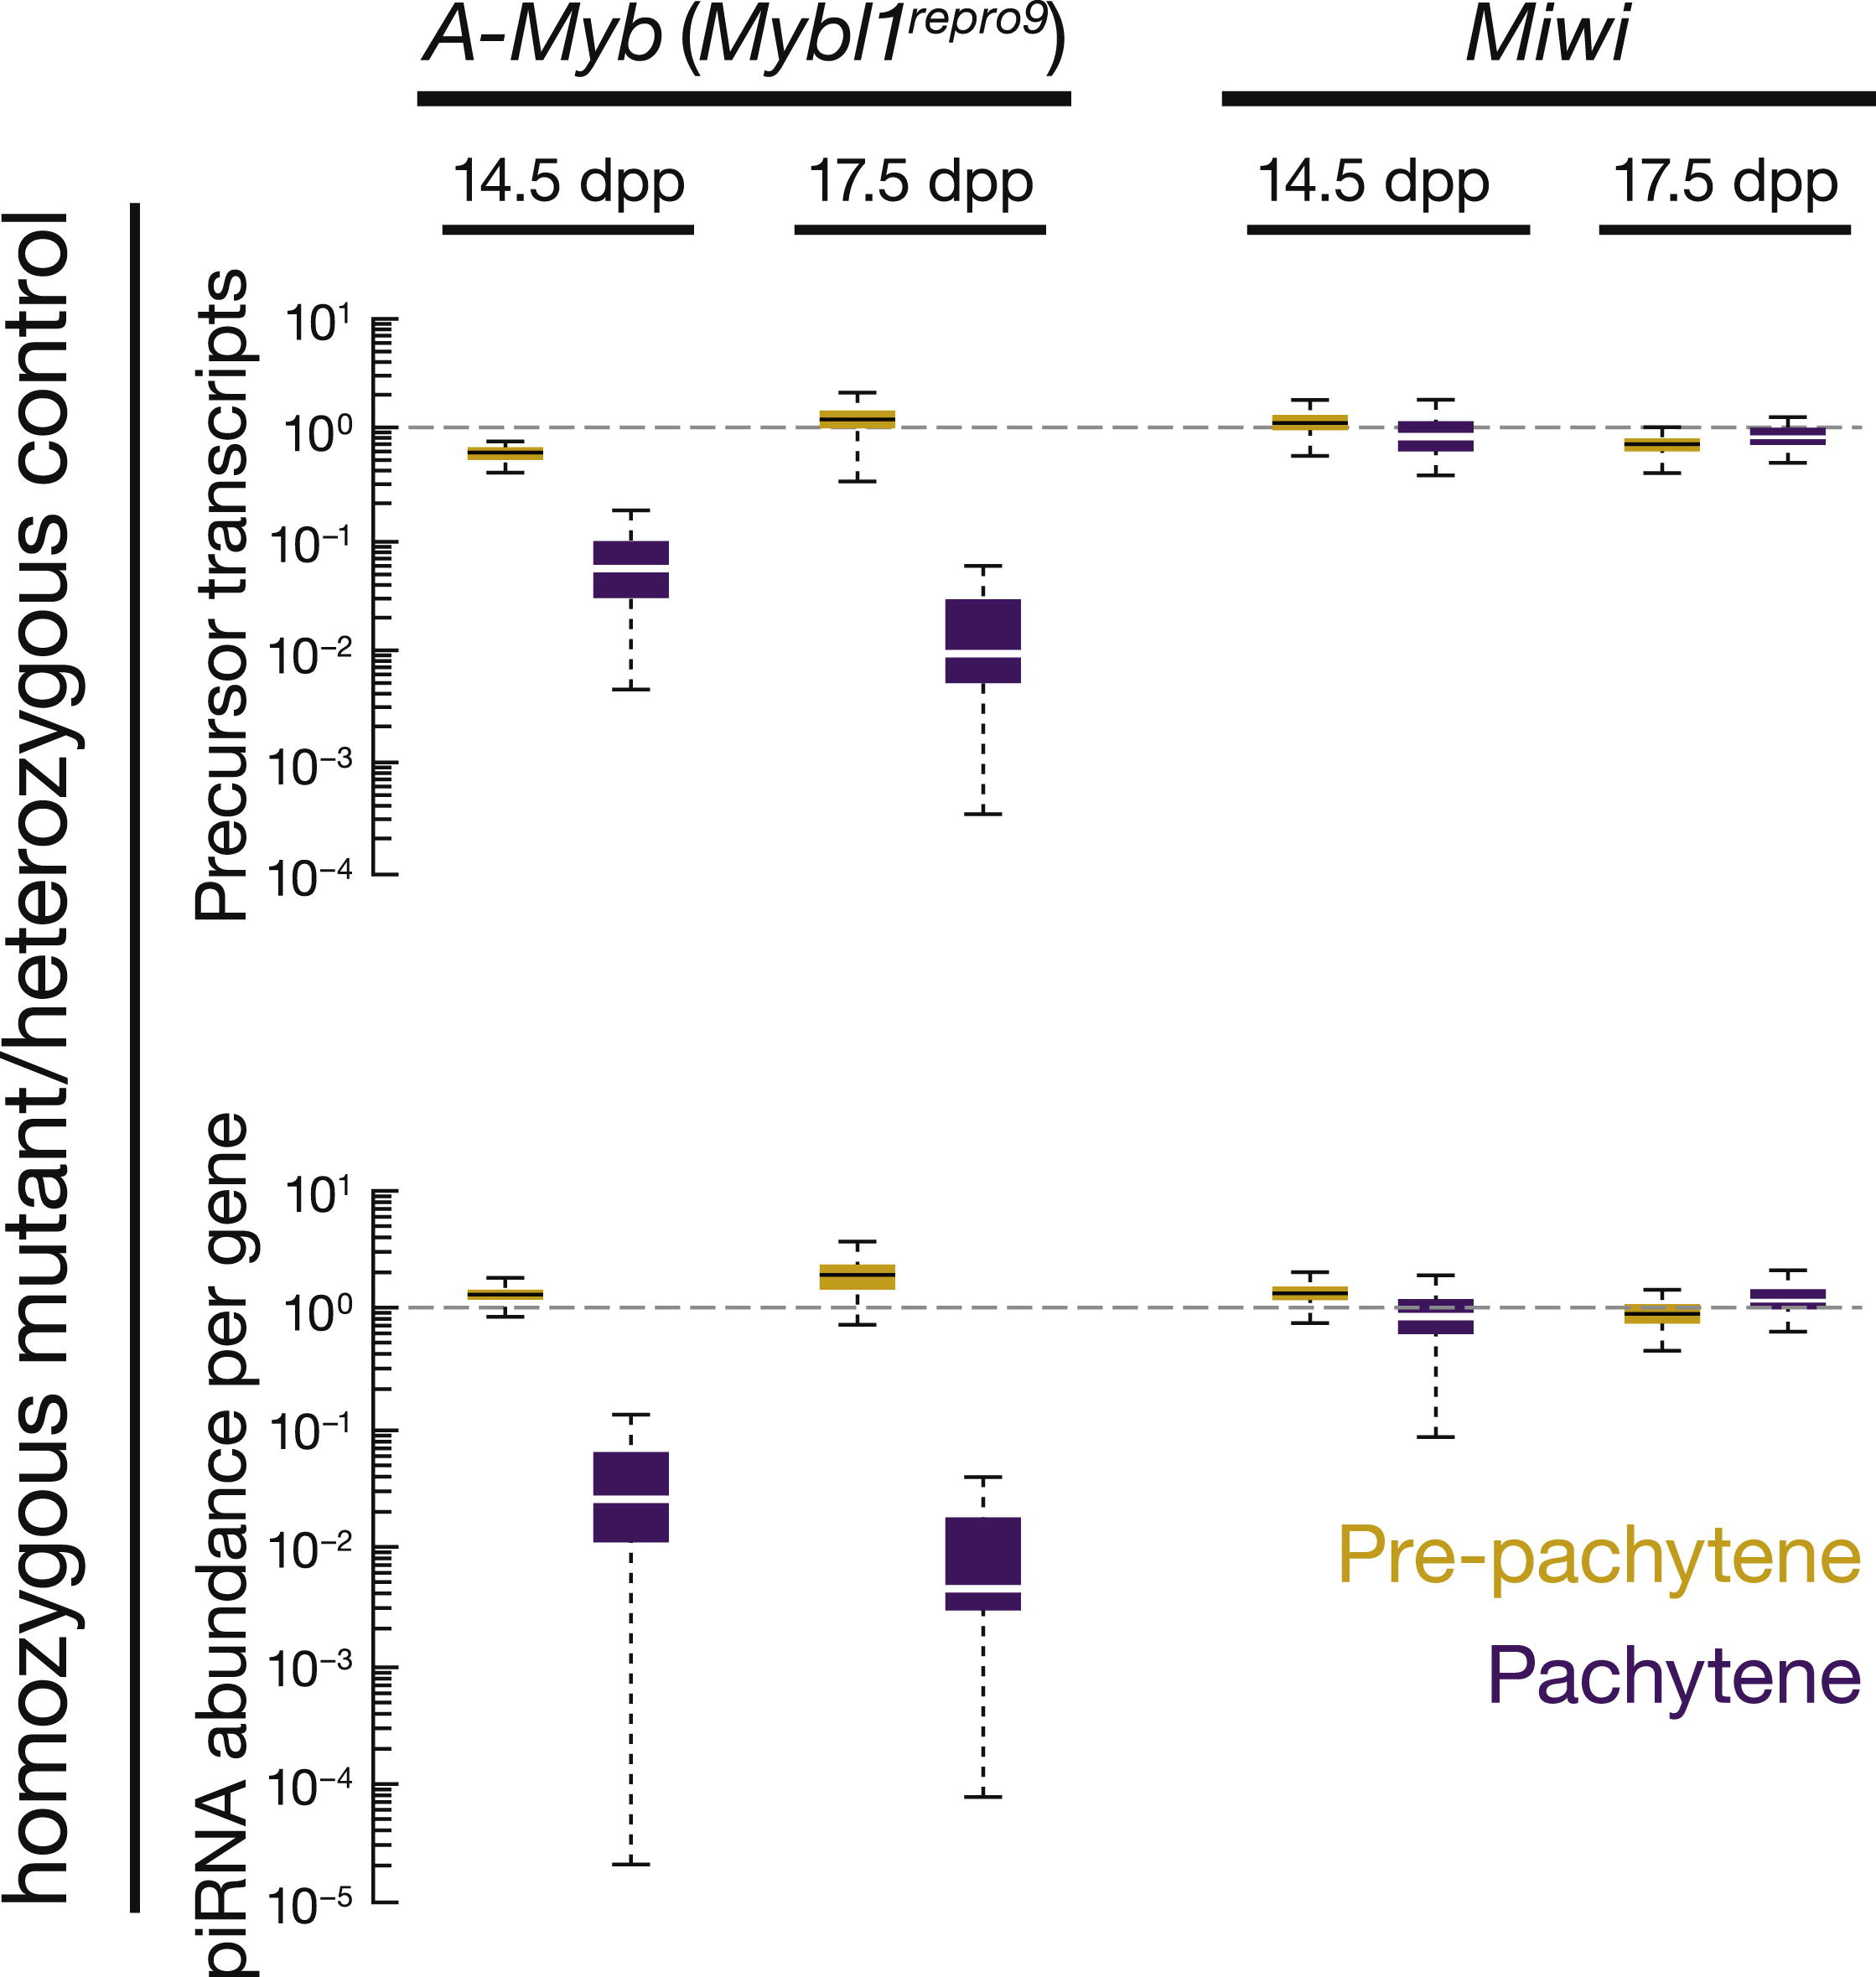 A-Myb (Mybl1repro9)
Miwi
14.5 dpp
17.5 dpp
14.5 dpp
17.5 dpp
homozygous mutant/heterozygous control
Precursor transcripts
10¹
10⁰
10⁻¹
10⁻²
10⁻³
10⁻⁴
piRNA abundance per gene
10¹
10⁰
10⁻¹
10⁻²
10⁻³
10⁻⁴
10⁻⁵
Pre-pachytene
Pachytene